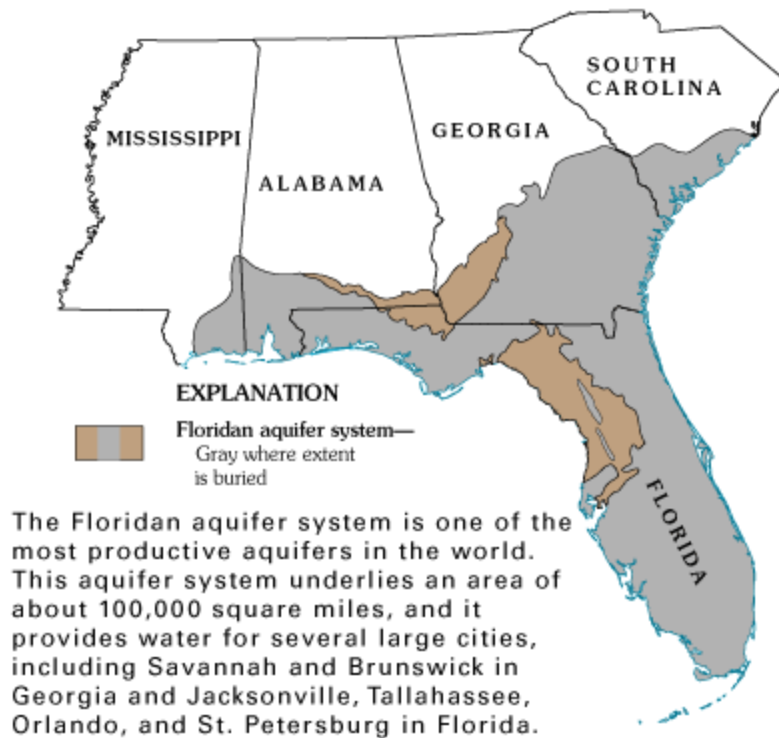 SOUTH
CAROLINA
GEORGIA
MISSISSIPPI
ALABAMA
FLORIDA
EXPLANATION
Floridan aquifer system—
Gray where extent
is buried
The Floridan aquifer system is one of the
most productive aquifers in the world.
This aquifer system underlies an area of
about 100,000 square miles, and it
provides water for several large cities,
including Savannah and Brunswick in
Georgia and Jacksonville, Tallahassee,
Orlando, and St. Petersburg in Florida.